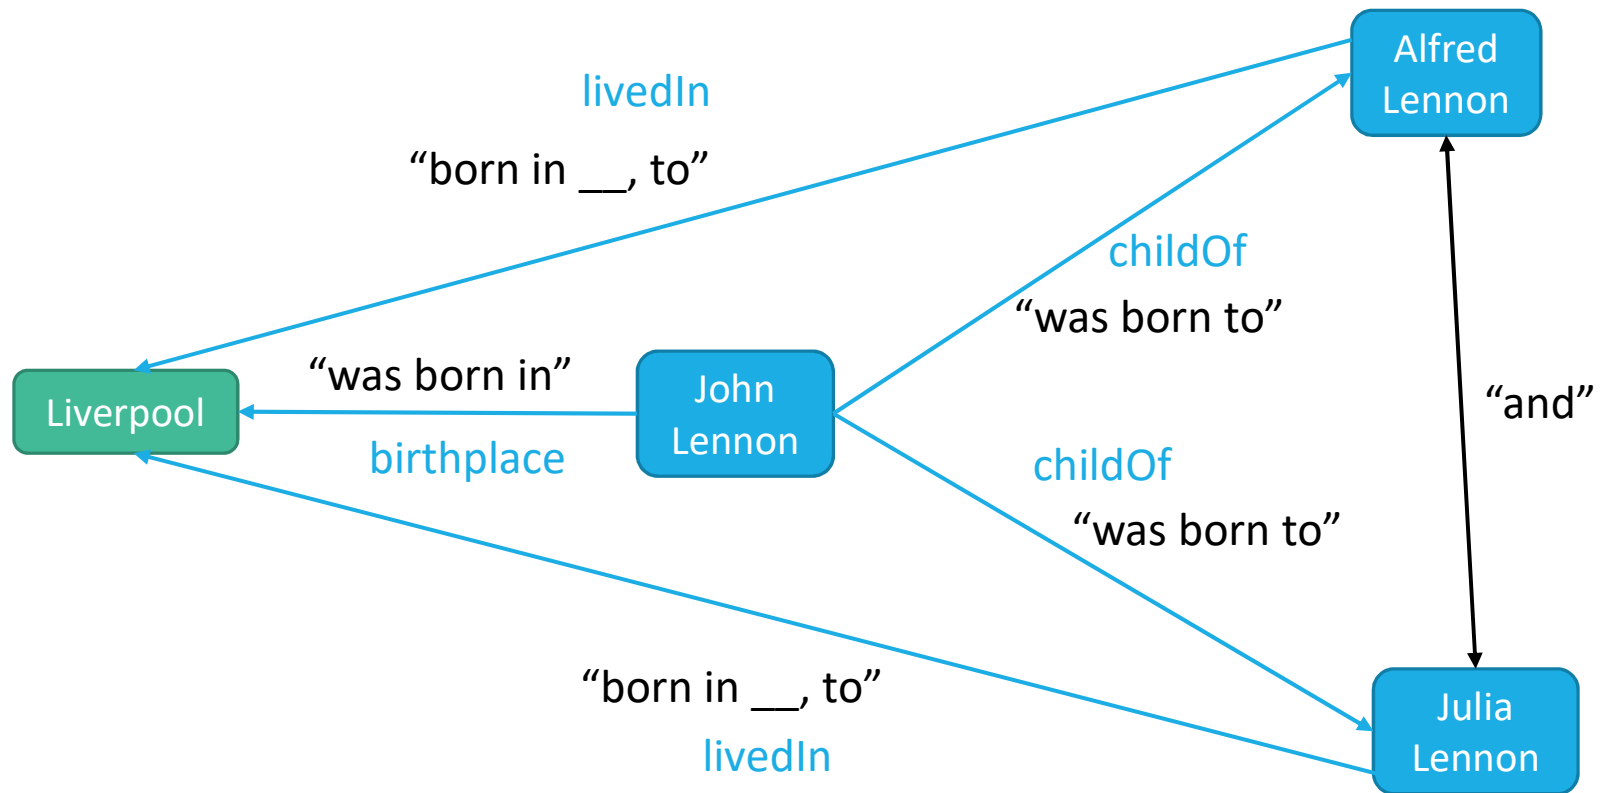 Alfred
Lennon
livedIn
“born in __, to”
childOf
“was born to”
“was born in”
John
Lennon
Liverpool
“and”
birthplace
childOf
“was born to”
“born in __, to”
livedIn
Julia
Lennon